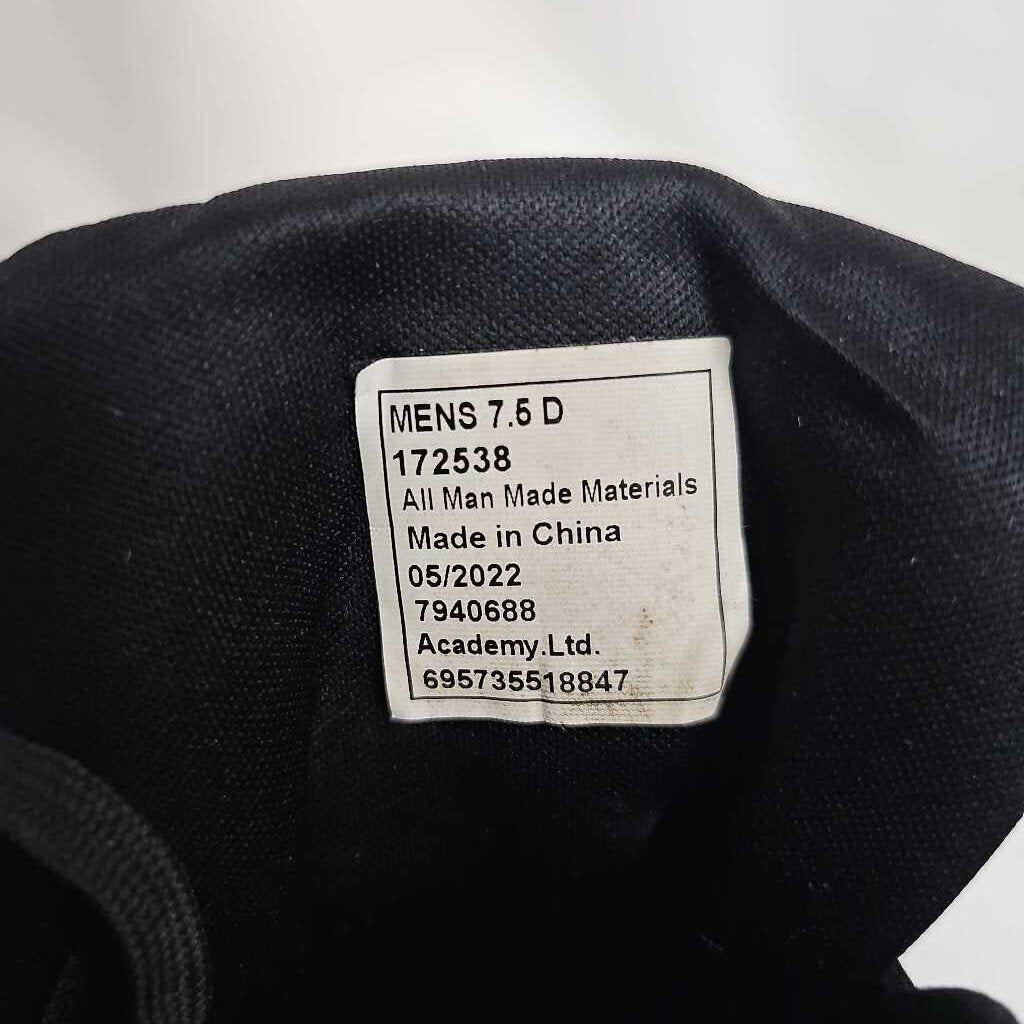 MENS 7.5 D
172538
All Man Made Materials
Made in China
05/2022
7940688
Academy.Ltd.
695735518847